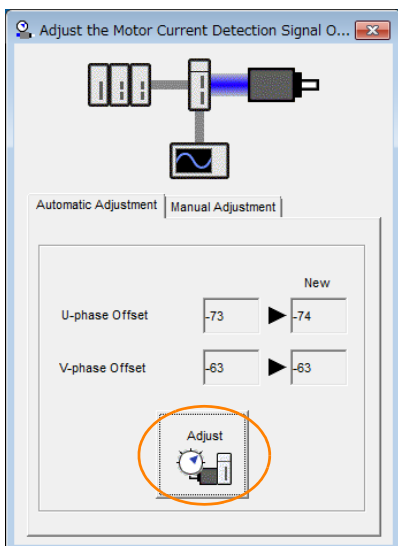 Adjust the Motor Current Detection Signal O...
Automatic Adjustment
Manual Adjustment
New
U-phase Offset
-73
-74
V-phase Offset
-63
-63
Adjust